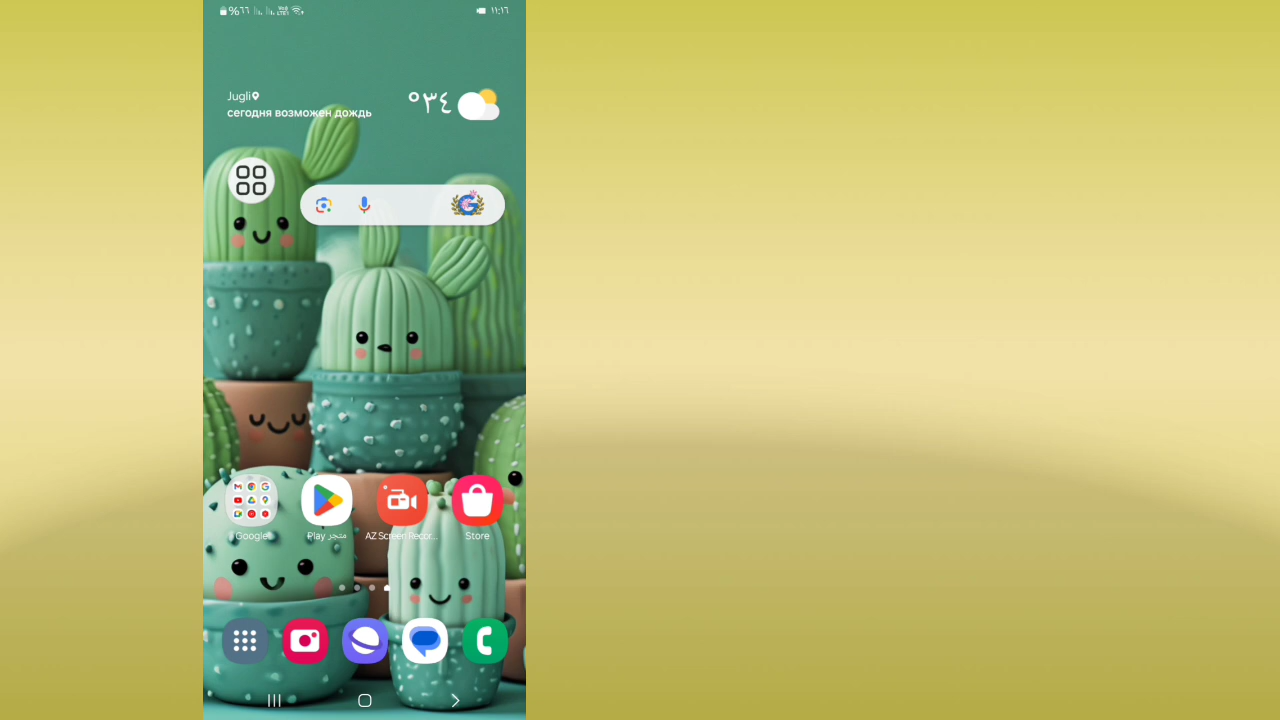 %٦٦
١١:١٦
Jugli
сегодня возможен дождь
°٣٤
Google
متجر Play
AZ Screen Recor...
Store